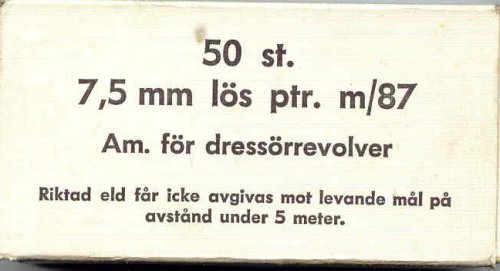 50 st.
7,5 mm lös ptr. m/87
Am. för dressörrevolver
Riktad eld får icke avgivas mot levande mål på
avstånd under 5 meter.